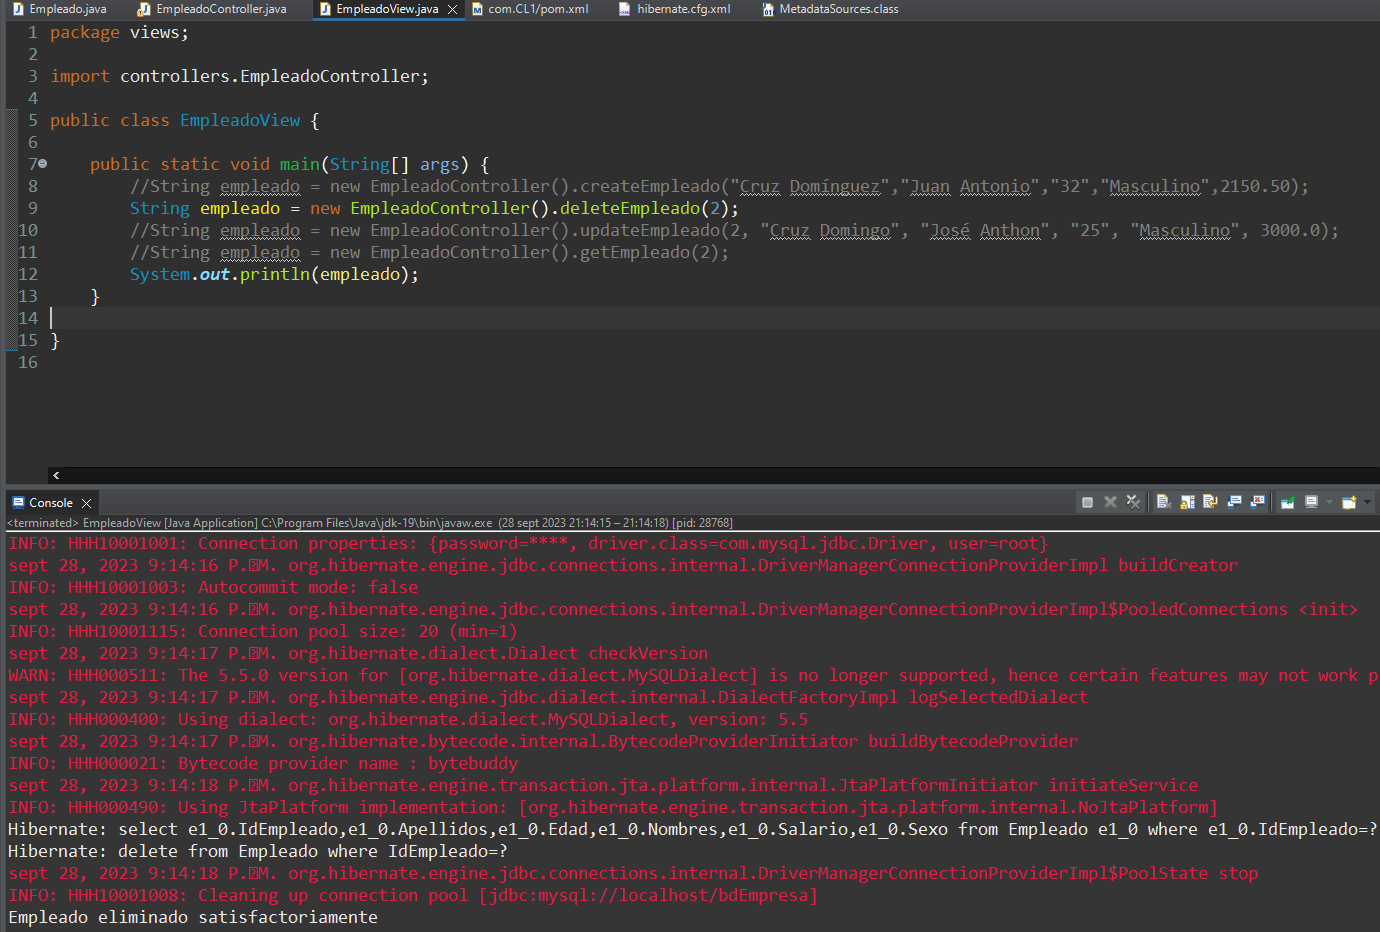 Empleado.java EmpleadoController.java EmpleadoView.java com.CL1/pom.xml hibernate.cfg.xml MetadataSources.class
1 package views;
2
3 import controllers.EmpleadoController;
4
5 public class EmpleadoView {
6
7 public static void main(String[] args) {
8 //String empleado = new EmpleadoController().createEmpleado("Cruz Domínguez","Juan Antonio","32","Masculino",2150.50);
9 String empleado = new EmpleadoController().deleteEmpleado(2);
10 //String empleado = new EmpleadoController().updateEmpleado(2, "Cruz Domingo", "José Anthon", "25", "Masculino", 3000.0);
11 //String empleado = new EmpleadoController().getEmpleado(2);
12 System.out.println(empleado);
13 }
14
15 }
16
Console
<terminated> EmpleadoView [Java Application] C:\Program Files\Java\jdk-19\bin\javaw.exe (28 sept 2023 21:14:15 – 21:14:18) [pid: 28768]
INFO: HHH10001001: Connection properties: {password=****, driver.class=com.mysql.jdbc.Driver, user=root}
sept 28, 2023 9:14:16 P. M. org.hibernate.engine.jdbc.connections.internal.DriverManagerConnectionProviderImpl buildCreator
INFO: HHH10001003: Autocommit mode: false
sept 28, 2023 9:14:16 P. M. org.hibernate.engine.jdbc.connections.internal.DriverManagerConnectionProviderImpl$PooledConnections <init>
INFO: HHH10001115: Connection pool size: 20 (min=1)
sept 28, 2023 9:14:17 P. M. org.hibernate.dialect.Dialect checkVersion
WARN: HHH000511: The 5.5.0 version for [org.hibernate.dialect.MySQLDialect] is no longer supported, hence certain features may not work p
sept 28, 2023 9:14:17 P. M. org.hibernate.engine.jdbc.dialect.internal.DialectFactoryImpl logSelectedDialect
INFO: HHH000400: Using dialect: org.hibernate.dialect.MySQLDialect, version: 5.5
sept 28, 2023 9:14:17 P. M. org.hibernate.bytecode.internal.BytecodeProviderInitiator buildBytecodeProvider
INFO: HHH000021: Bytecode provider name : bytebuddy
sept 28, 2023 9:14:18 P. M. org.hibernate.engine.transaction.jta.platform.internal.JtaPlatformInitiator initiateService
INFO: HHH000490: Using JtaPlatform implementation: [org.hibernate.engine.transaction.jta.platform.internal.NoJtaPlatform]
Hibernate: select e1_0.IdEmpleado,e1_0.Apellidos,e1_0.Edad,e1_0.Nombres,e1_0.Salario,e1_0.Sexo from Empleado e1_0 where e1_0.IdEmpleado=?
Hibernate: delete from Empleado where IdEmpleado=?
sept 28, 2023 9:14:18 P. M. org.hibernate.engine.jdbc.connections.internal.DriverManagerConnectionProviderImpl$PoolState stop
INFO: HHH10001008: Cleaning up connection pool [jdbc:mysql://localhost/bdEmpresa]
Empleado eliminado satisfactoriamente